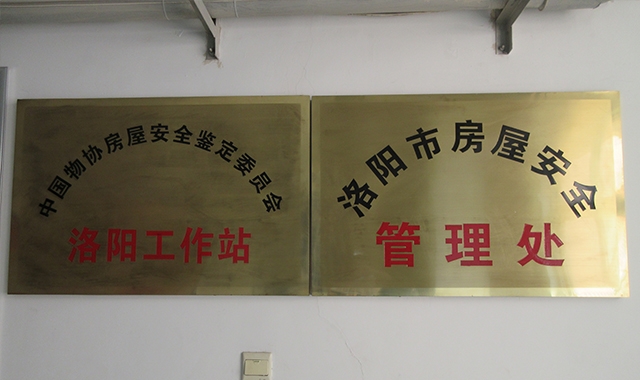 中国物协房屋安全鉴定委员会
洛阳工作站
洛阳市房屋安全
管理处